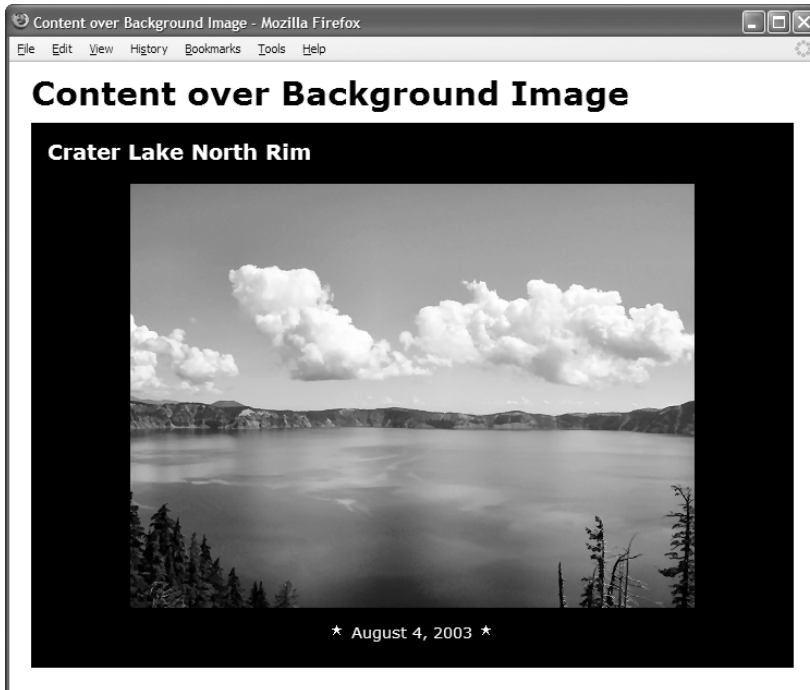 Content over Background Image - Mozilla Firefox
File Edit View History Bookmarks Tools Help
Content over Background Image
Crater Lake North Rim
★ August 4, 2003 ★